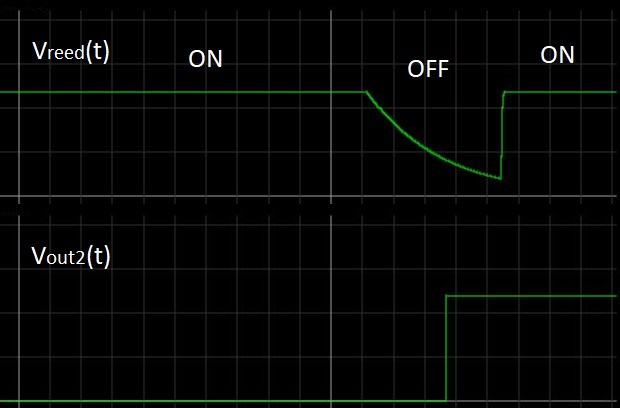 Vreed(t)
ON
OFF
ON
Vout2(t)